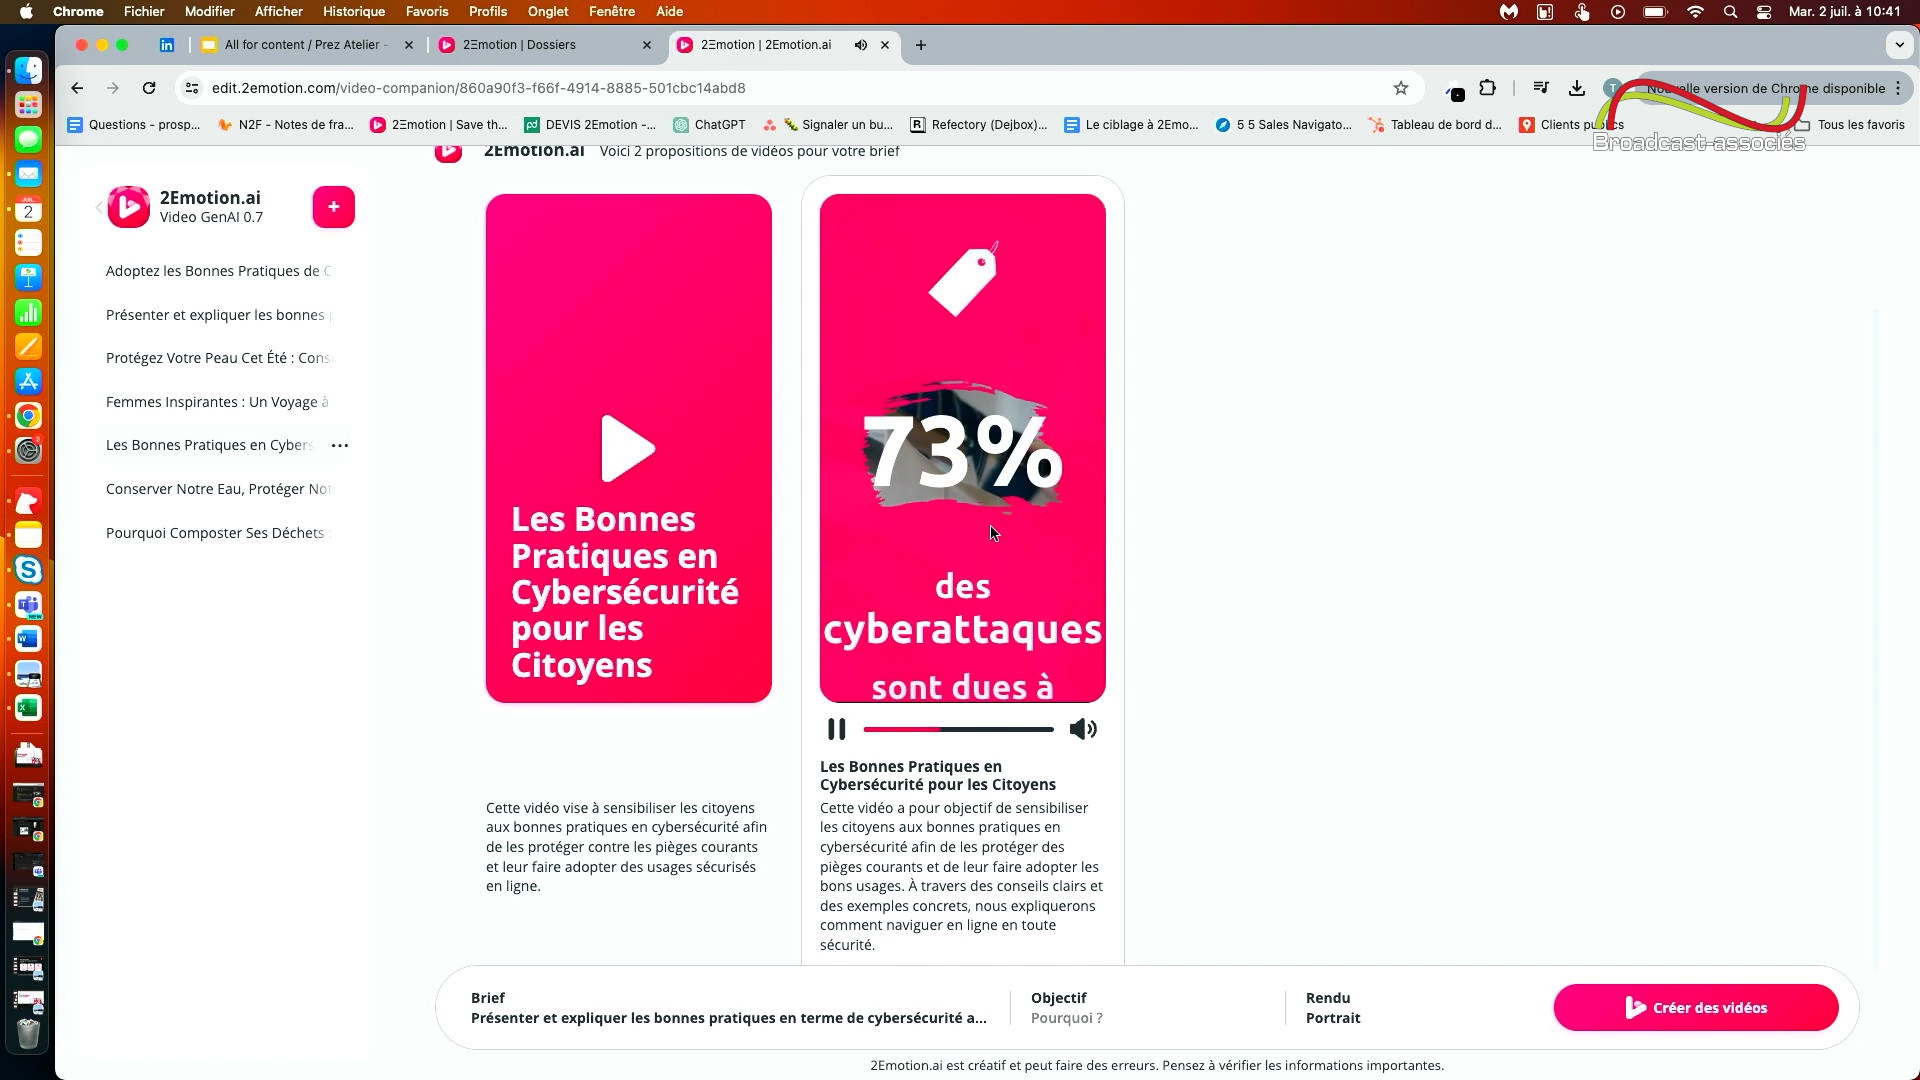 Chrome Fichier Modifier Afficher Historique Favoris Profils Onglet Fenêtre Aide Mar. 2 juil. à 10:41
All for content / Prez Atelier - 2Ξmotion | Dossiers 2Ξmotion | 2Emotion.ai
edit.2emotion.com/video-companion/860a90f3-f66f-4914-8885-501cbc14abd8
Nouvelle version de Chrome disponible
Questions - prosp... N2F - Notes de fra... 2Ξmotion | Save th... DEVIS 2Emotion -... ChatGPT Signaler un bu... Refectory (Dejbox)... Le ciblage à 2Emo... 5 5 Sales Navigato... Tableau de bord d... Clients publics Tous les favoris
Broadcast-associés
2Emotion.ai Voici 2 propositions de vidéos pour votre brief
2Emotion.ai
Video GenAI 0.7
+
Adoptez les Bonnes Pratiques de C
Présenter et expliquer les bonnes p
Protégez Votre Peau Cet Été : Cons
Femmes Inspirantes : Un Voyage à
Les Bonnes Pratiques en Cybers ...
Conserver Notre Eau, Protéger Not
Pourquoi Composter Ses Déchets :
Les Bonnes
Pratiques en
Cybersécurité
pour les
Citoyens
Cette vidéo vise à sensibiliser les citoyens
aux bonnes pratiques en cybersécurité afin
de les protéger contre les pièges courants
et leur faire adopter des usages sécurisés
en ligne.
73%
des
cyberattaques
sont dues à
Les Bonnes Pratiques en
Cybersécurité pour les Citoyens
Cette vidéo a pour objectif de sensibiliser
les citoyens aux bonnes pratiques en
cybersécurité afin de les protéger des
pièges courants et de leur faire adopter les
bons usages. À travers des conseils clairs et
des exemples concrets, nous expliquerons
comment naviguer en ligne en toute
sécurité.
Brief
Présenter et expliquer les bonnes pratiques en terme de cybersécurité a...
Objectif
Pourquoi ?
Rendu
Portrait
Créer des vidéos
2Emotion.ai est créatif et peut faire des erreurs. Pensez à vérifier les informations importantes.